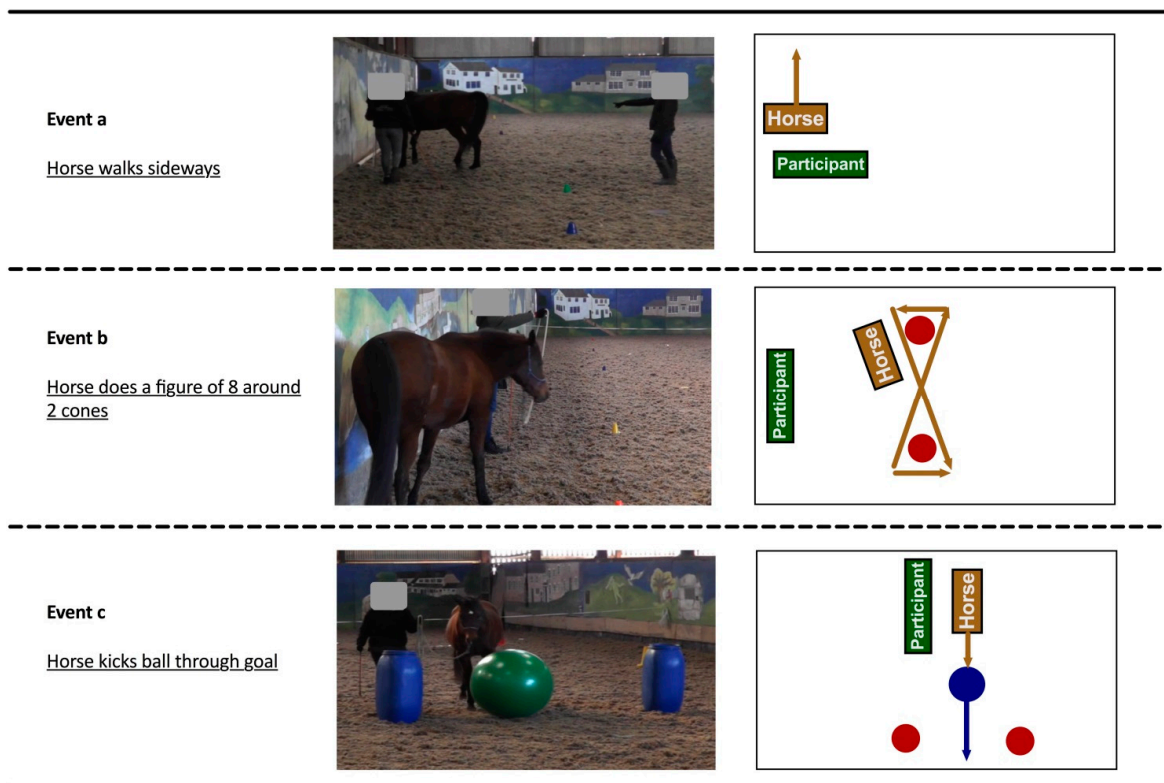 Event a
Horse walks sideways
Horse
Participant
Event b
Horse does a figure of 8 around
2 cones
Horse
Participant
Event c
Horse kicks ball through goal
Participant
Horse